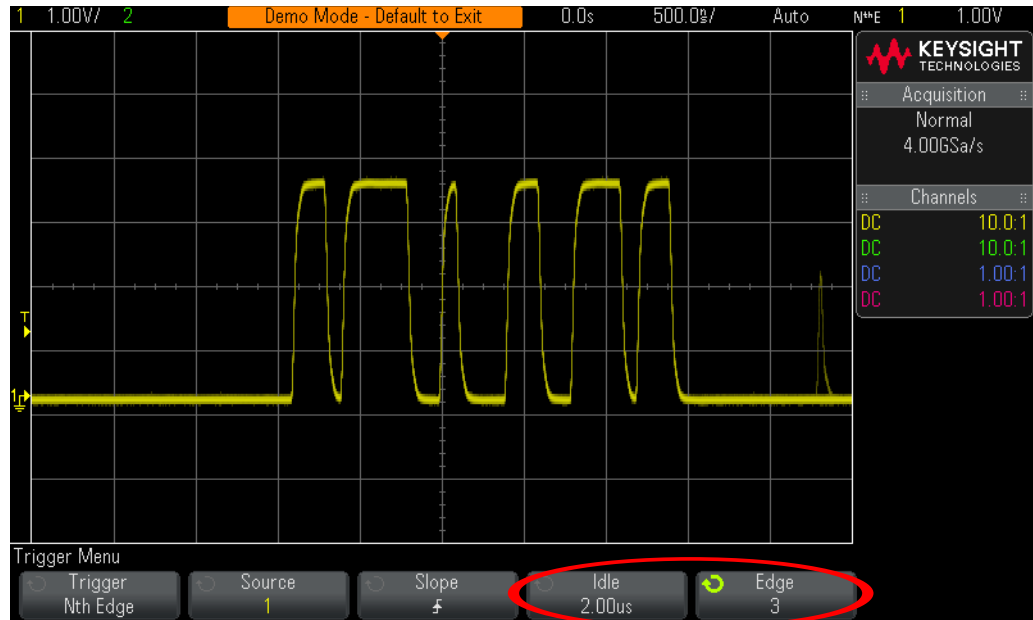 1 1.00V/ 2 Demo Mode - Default to Exit 0.0s 500.0ns/ Auto NthE 1 1.00V
KEYSIGHT
TECHNOLOGIES
Acquisition
Normal
4.00GSa/s
Channels
DC 10.0:1
DC 10.0:1
DC 1.00:1
DC 1.00:1
T
1
Trigger Menu
Trigger Source Slope Idle Edge
Nth Edge 1 2.00us 3